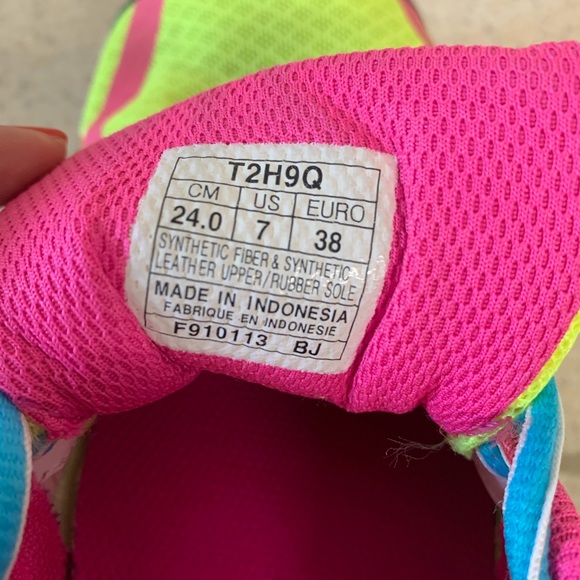 T2H9Q
CM US EURO
24.0 7 38
SYNTHETIC FIBER & SYNTHETIC
LEATHER UPPER/RUBBER SOLE
MADE IN INDONESIA
FABRIQUE EN INDONESIE
F910113 BJ